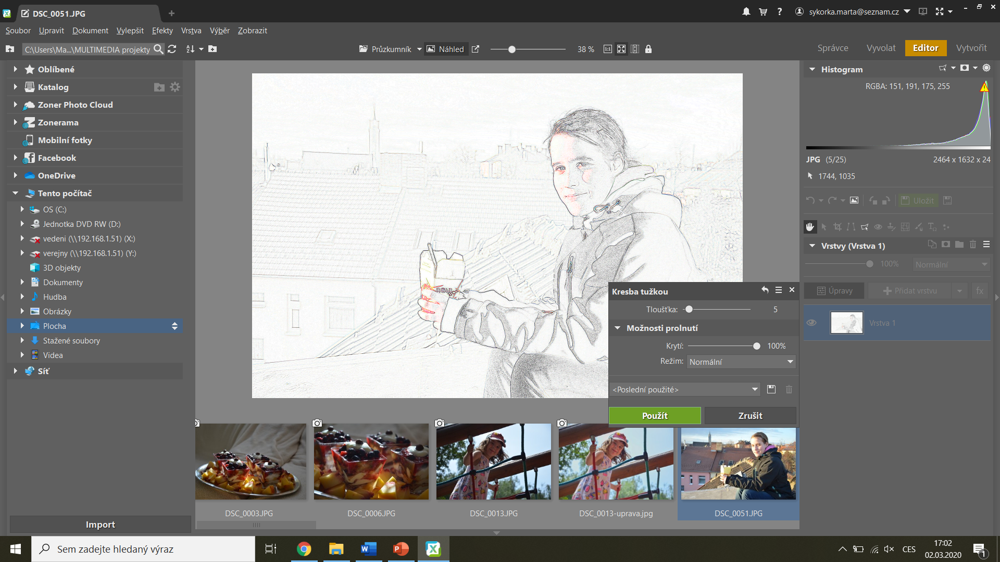 DSC_0051.JPG
sykorka.marta@seznam.cz
Soubor Upravit Dokument Vylepšit Efekty Vrstva Výběr Zobrazit
C:\Users\Ma...\MULTIMEDIA projekty
Průzkumník Náhled 38 %
Správce Vyvolat Editor Vytvořit
Oblíbené
Katalog
Zoner Photo Cloud
Zonerama
Mobilní fotky
Facebook
OneDrive
Tento počítač
OS (C:)
Jednotka DVD RW (D:)
vedeni (\\192.168.1.51) (X:)
verejny (\\192.168.1.51) (Y:)
3D objekty
Dokumenty
Hudba
Obrázky
Plocha
Stažené soubory
Videa
Síť
Import
Histogram
RGBA: 151, 191, 175, 255
JPG (5/25) 2464 x 1632 x 24
1744, 1035
Uložit
Vrstvy (Vrstva 1)
100% Normální
Úpravy Přidat vrstvu fx
Vrstva 1
Kresba tužkou
Tloušťka: 5
Možnosti prolnutí
Krytí: 100%
Režim: Normální
<Poslední použité>
Použít Zrušit
DSC_0003.JPG DSC_0006.JPG DSC_0013.JPG DSC_0013-uprava.jpg DSC_0051.JPG
Sem zadejte hledaný výraz
CES
17:02
02.03.2020
1